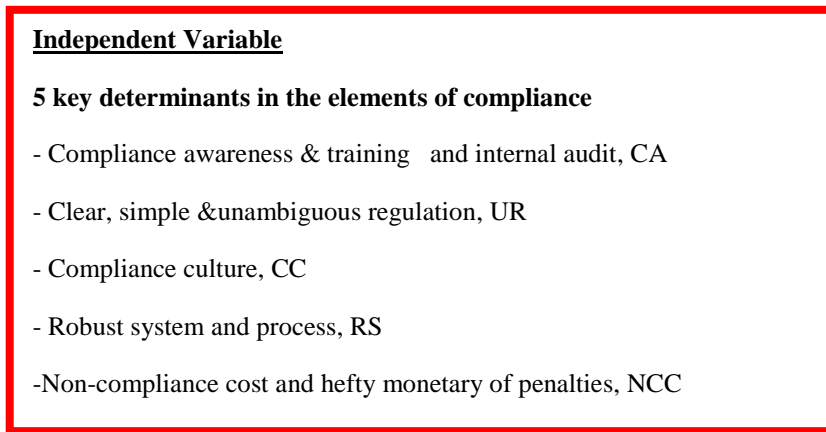 Independent Variable
5 key determinants in the elements of compliance
- Compliance awareness & training   and internal audit, CA
- Clear, simple &unambiguous regulation, UR
- Compliance culture, CC
- Robust system and process, RS
-Non-compliance cost and hefty monetary of penalties, NCC